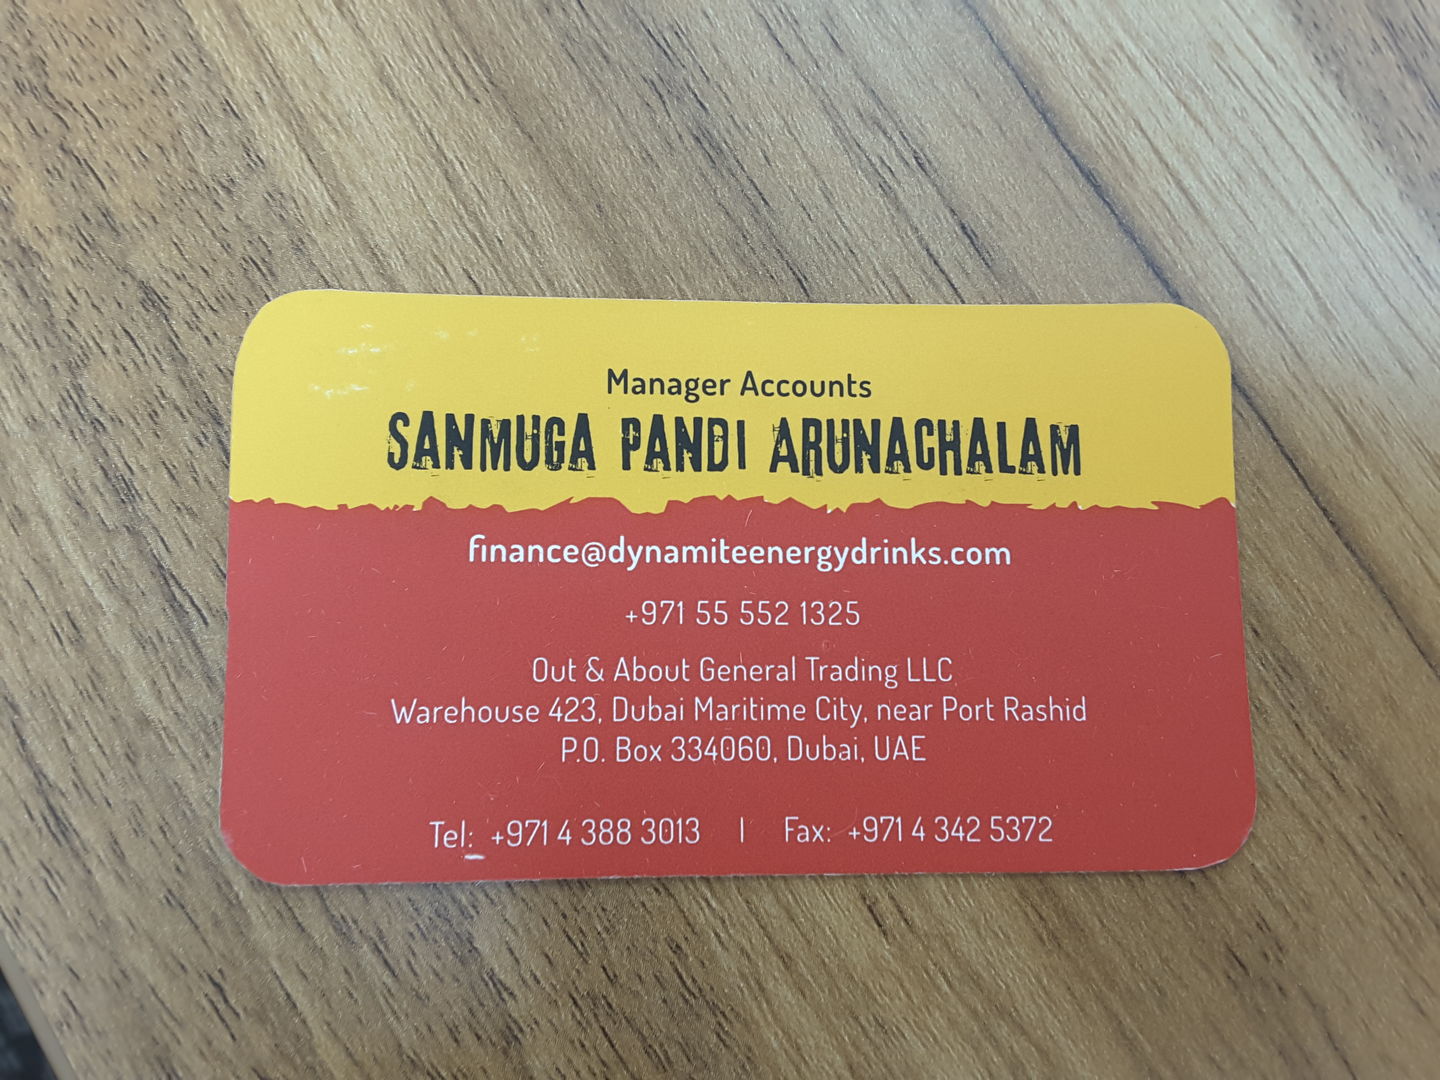 Manager Accounts
SANMUGA PANDI ARUNACHALAM
finance@dynamiteenergydrinks.com
+971 55 552 1325
Out & About General Trading LLC
Warehouse 423, Dubai Maritime City, near Port Rashid
P.O. Box 334060, Dubai, UAE
Tel: +971 4 388 3013 | Fax: +971 4 342 5372